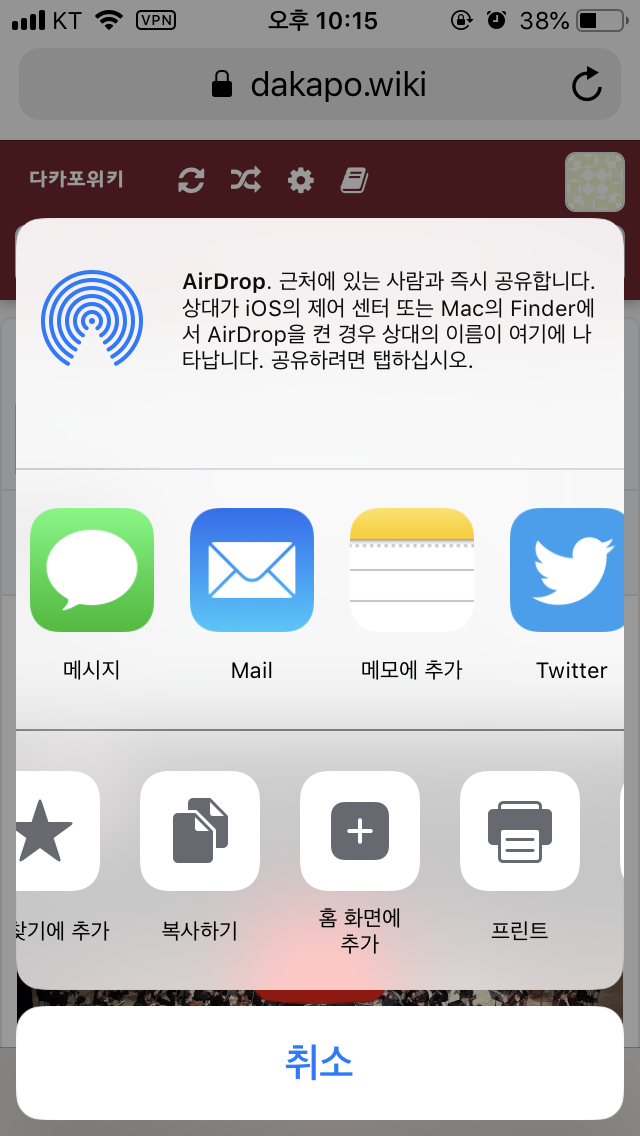 KT VPN 오후 10:15 38%
dakapo.wiki
다카포위키
AirDrop. 근처에 있는 사람과 즉시 공유합니다.
상대가 iOS의 제어 센터 또는 Mac의 Finder에
서 AirDrop을 켠 경우 상대의 이름이 여기에 나
타납니다. 공유하려면 탭하십시오.
메시지 Mail 메모에 추가 Twitter
찾기에 추가 복사하기 홈 화면에
추가 프린트
취소